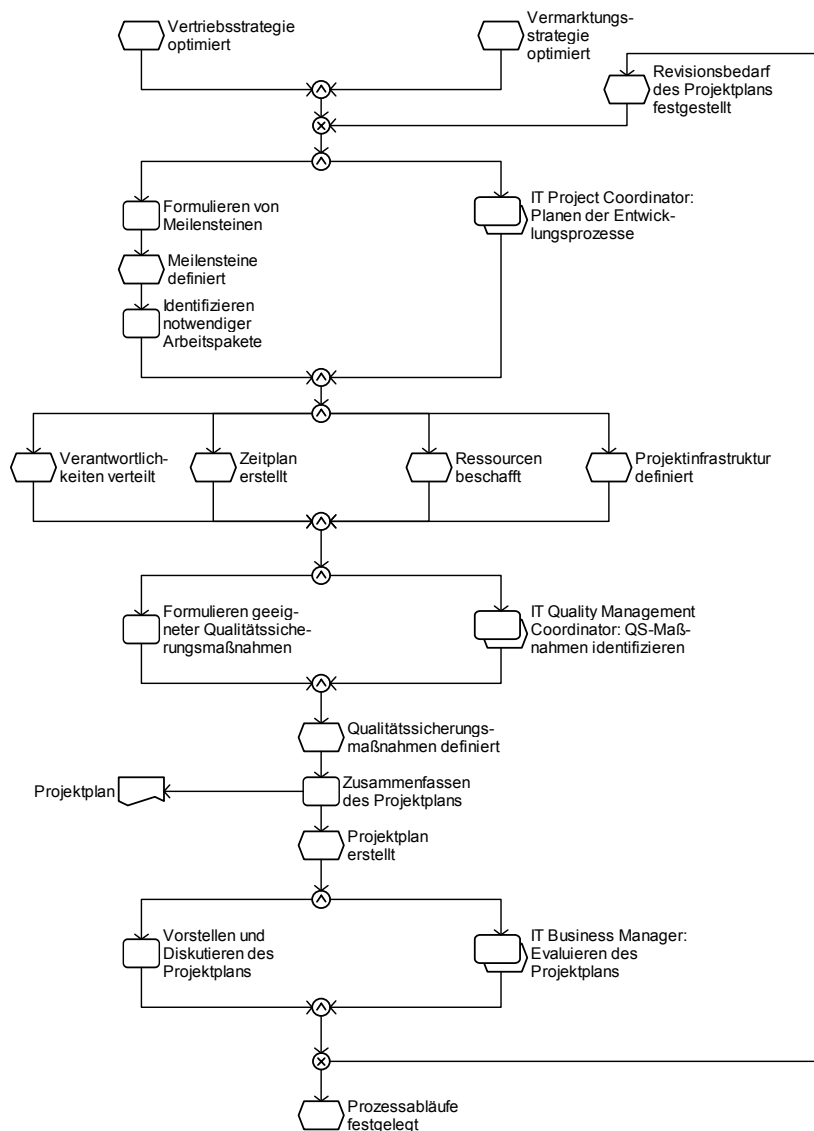 Vertriebsstrategie
optimiert
Vermarktungs-
strategie
optimiert
Revisionsbedarf
des Projektplans
festgestellt
Formulieren von
Meilensteinen
IT Project Coordinator:
Planen der Entwick-
lungsprozesse
Meilensteine
definiert
Identifizieren
notwendiger
Arbeitspakete
Verantwortlich-
keiten verteilt
Zeitplan
erstellt
Ressourcen
beschafft
Projektinfrastruktur
definiert
Formulieren geeig-
neter Qualitätssiche-
rungsmaßnahmen
IT Quality Management
Coordinator: QS-Maß-
nahmen identifizieren
Qualitätssicherungs-
maßnahmen definiert
Projektplan
Zusammenfassen
des Projektplans
Projektplan
erstellt
Vorstellen und
Diskutieren des
Projektplans
IT Business Manager:
Evaluieren des
Projektplans
Prozessabläufe
festgelegt